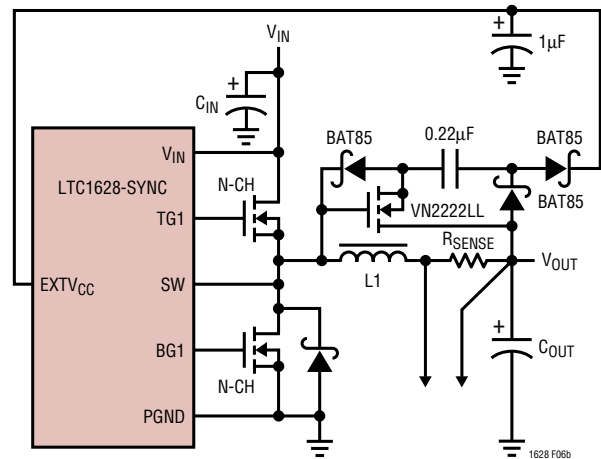 +
1µF
VIN
+
CIN
BAT85
0.22µF
BAT85
VIN
LTC1628-SYNC
N-CH
VN2222LL
BAT85
TG1
RSENSE
VOUT
EXTVCC
SW
L1
+
COUT
BG1
N-CH
PGND
1628 F06b